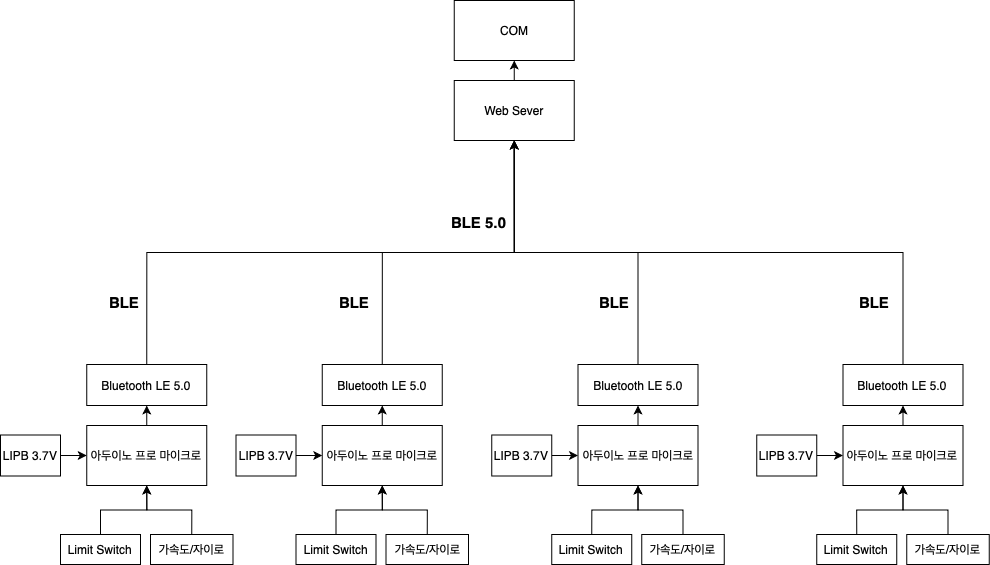 COM
Web Sever
BLE 5.0
BLE
BLE
BLE
BLE
Bluetooth LE 5.0
Bluetooth LE 5.0
Bluetooth LE 5.0
Bluetooth LE 5.0
LIPB 3.7V
아두이노 프로 마이크로
LIPB 3.7V
아두이노 프로 마이크로
LIPB 3.7V
아두이노 프로 마이크로
LIPB 3.7V
아두이노 프로 마이크로
Limit Switch
가속도/자이로
Limit Switch
가속도/자이로
Limit Switch
가속도/자이로
Limit Switch
가속도/자이로